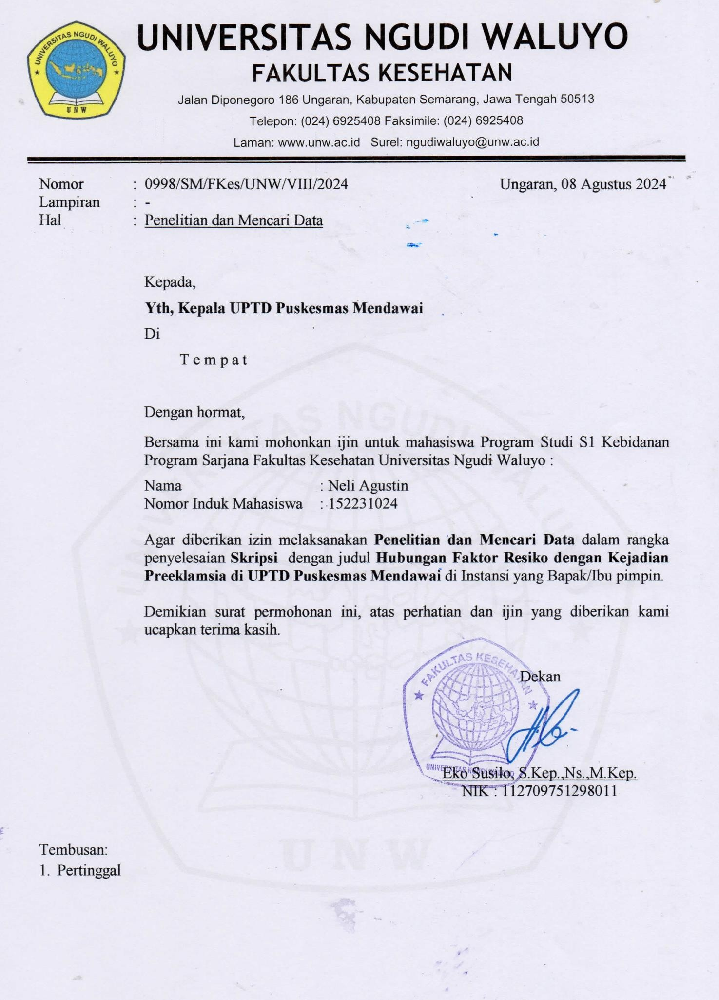 UNIVERSITAS NGUDI WALUYO
UNW
UNIVERSITAS NGUDI WALUYO
FAKULTAS KESEHATAN
Jalan Diponegoro 186 Ungaran, Kabupaten Semarang, Jawa Tengah 50513
Telepon: (024) 6925408 Faksimile: (024) 6925408
Laman: www.unw.ac.id Surel: ngudiwaluyo@unw.ac.id
Nomor : 0998/SM/FKes/UNW/VIII/2024 Ungaran, 08 Agustus 2024
Lampiran : -
Hal : Penelitian dan Mencari Data
Kepada,
Yth, Kepala UPTD Puskesmas Mendawai
Di
T e m p a t
Dengan hormat,
Bersama ini kami mohonkan ijin untuk mahasiswa Program Studi S1 Kebidanan
Program Sarjana Fakultas Kesehatan Universitas Ngudi Waluyo :
Nama : Neli Agustin
Nomor Induk Mahasiswa : 152231024
Agar diberikan izin melaksanakan Penelitian dan Mencari Data dalam rangka
penyelesaian Skripsi dengan judul Hubungan Faktor Resiko dengan Kejadian
Preeklamsia di UPTD Puskesmas Mendawai di Instansi yang Bapak/Ibu pimpin.
Demikian surat permohonan ini, atas perhatian dan ijin yang diberikan kami
ucapkan terima kasih.
FAKULTAS KESEHATAN
UNIVERSITAS NGUDI WALUYO
Dekan
Eko Susilo, S.Kep.,Ns.,M.Kep.
NIK : 112709751298011
Tembusan:
1. Pertinggal
UNIVERSITAS NGUDI WALUYO
UNW